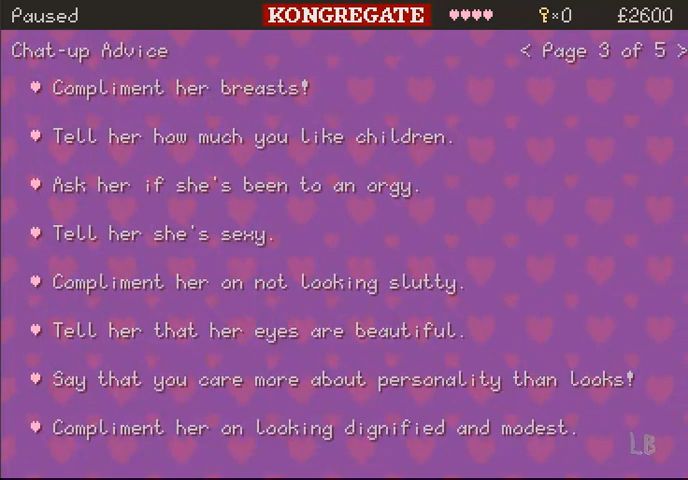 Paused KONGREGATE ×0 £2600
Chat-up Advice < Page 3 of 5 >
Compliment her breasts!
Tell her how much you like children.
Ask her if she's been to an orgy.
Tell her she's sexy.
Compliment her on not looking slutty.
Tell her that her eyes are beautiful.
Say that you care more about personality than looks!
Compliment her on looking dignified and modest.
LB